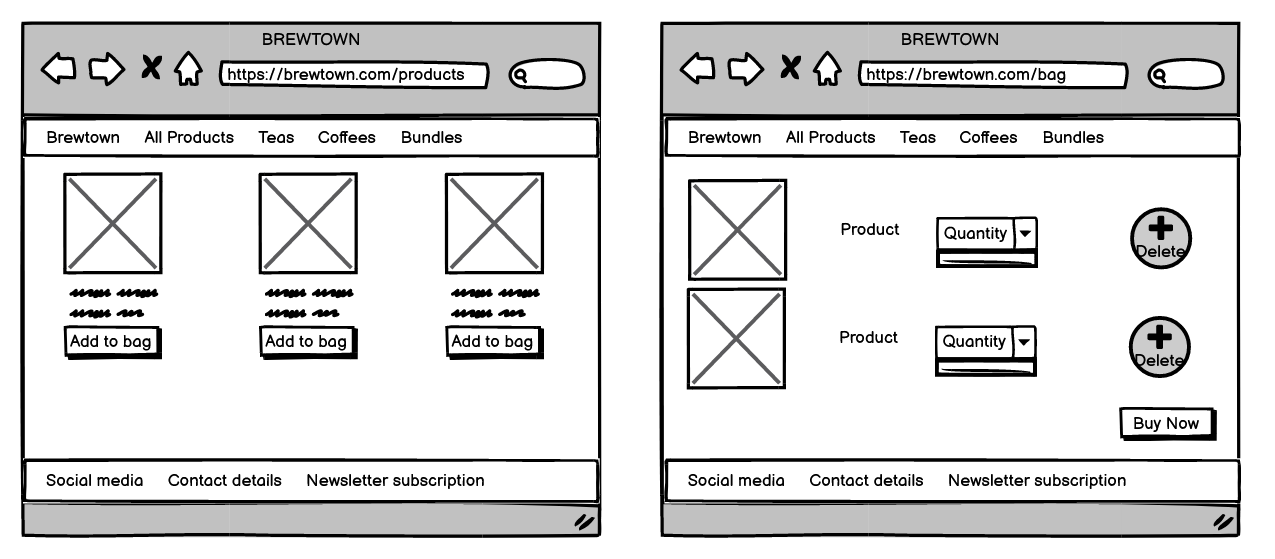 BREWTOWN
https://brewtown.com/products
Brewtown All Products Teas Coffees Bundles
Add to bag Add to bag Add to bag
Social media Contact details Newsletter subscription
BREWTOWN
https://brewtown.com/bag
Brewtown All Products Teas Coffees Bundles
Product Quantity Delete
Product Quantity Delete
Buy Now
Social media Contact details Newsletter subscription